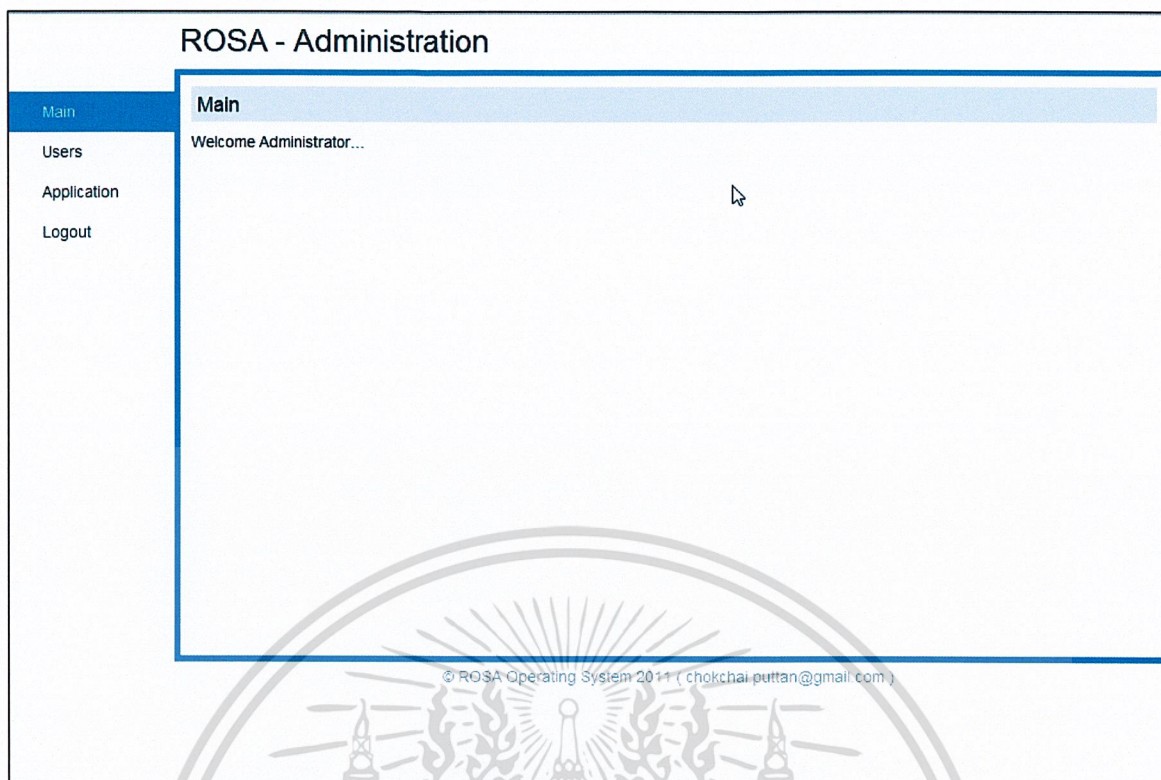 ROSA - Administration
Main
Users
Application
Logout
Main
Welcome Administrator...
© ROSA Operating System 2011 ( chokchai.puttan@gmail.com )